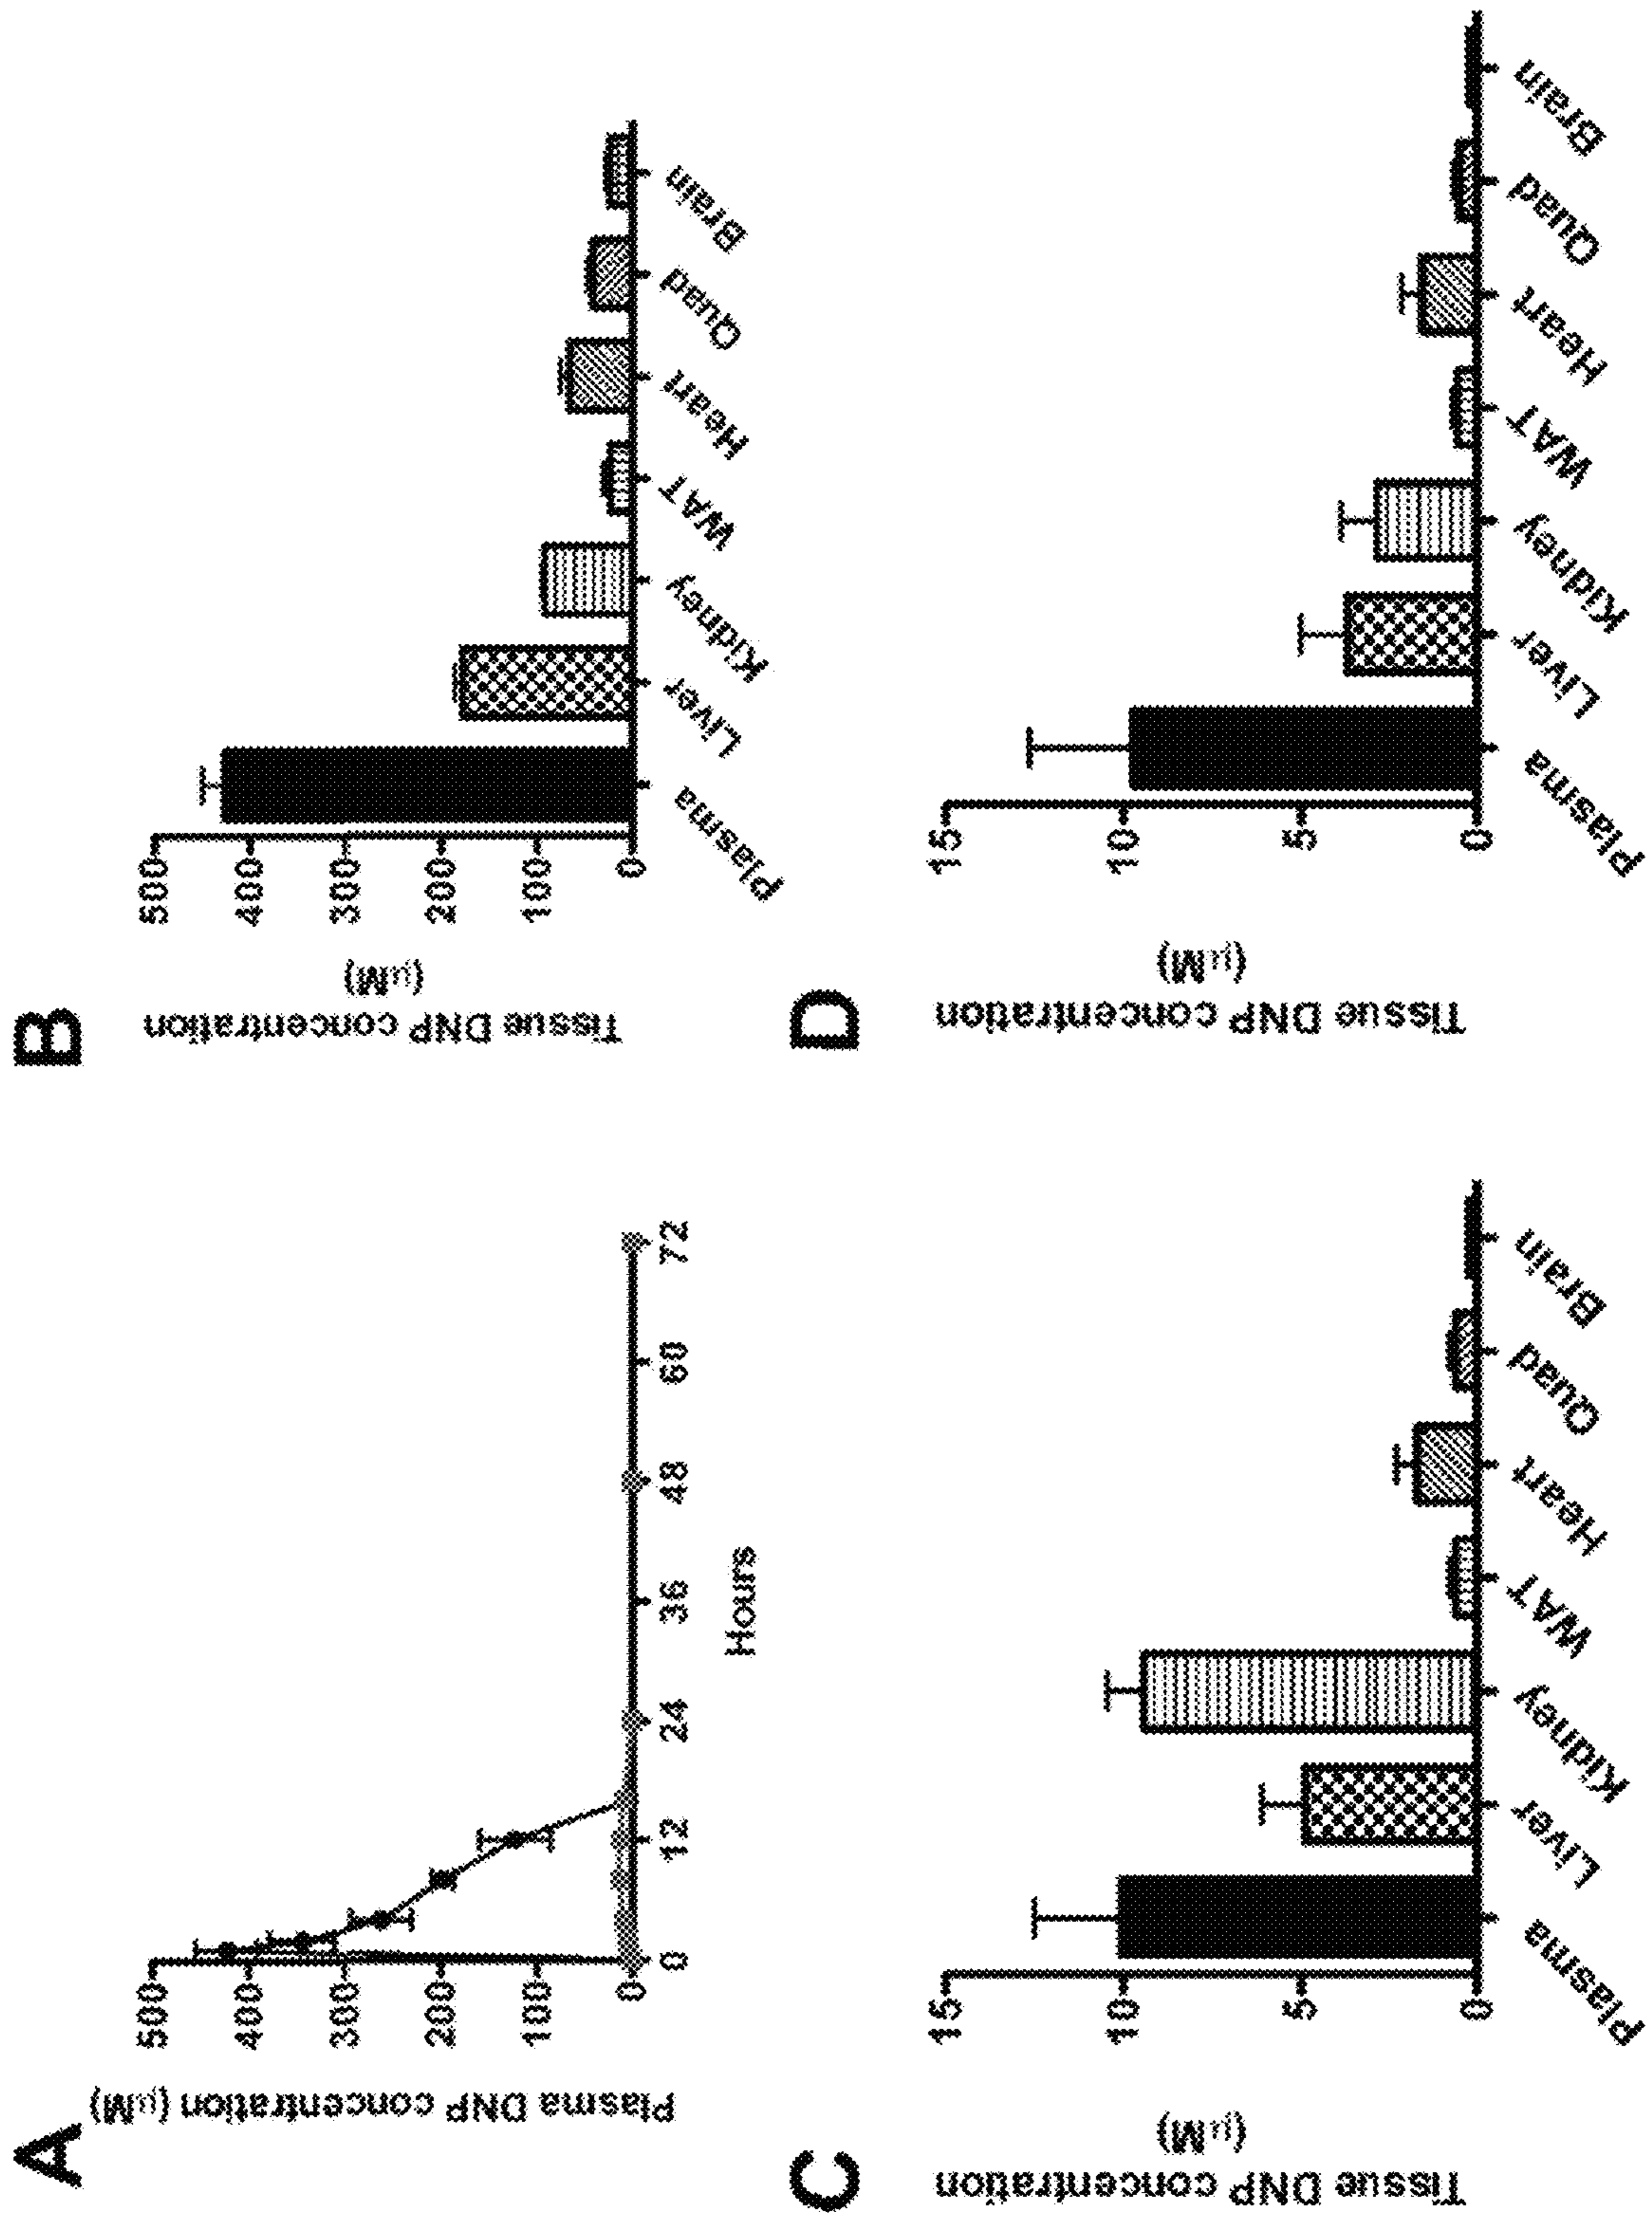 A
Plasma DNP concentration (μM)
500
400
300
200
100
0
0 12 24 36 48 60 72
Hours
B
Tissue DNP concentration
(μM)
500
400
300
200
100
0
Plasma
Liver
Kidney
WAT
Heart
Quad
Brain
C
Tissue DNP concentration
(μM)
15
10
5
0
Plasma
Liver
Kidney
WAT
Heart
Quad
Brain
D
Tissue DNP concentration
(μM)
15
10
5
0
Plasma
Liver
Kidney
WAT
Heart
Quad
Brain